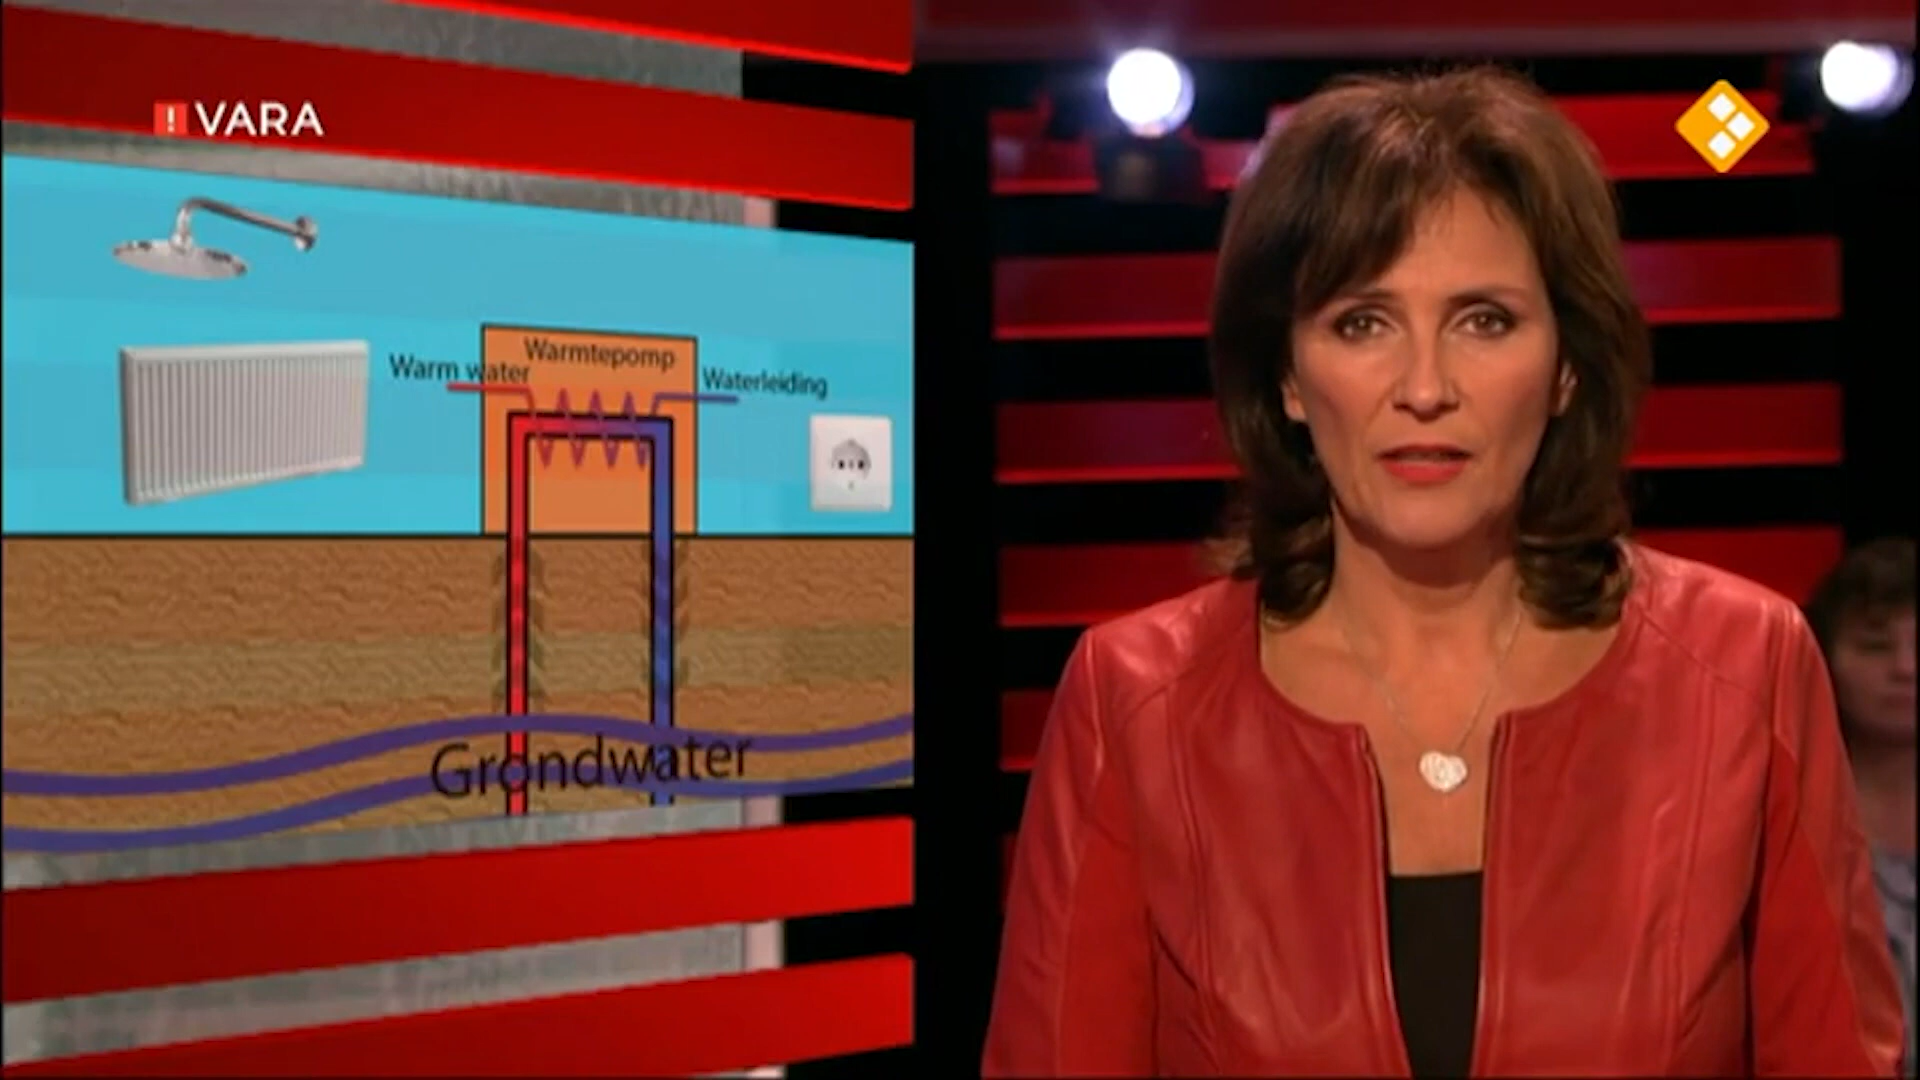 ! VARA
Warmtepomp
Warm water
Waterleiding
Grondwater